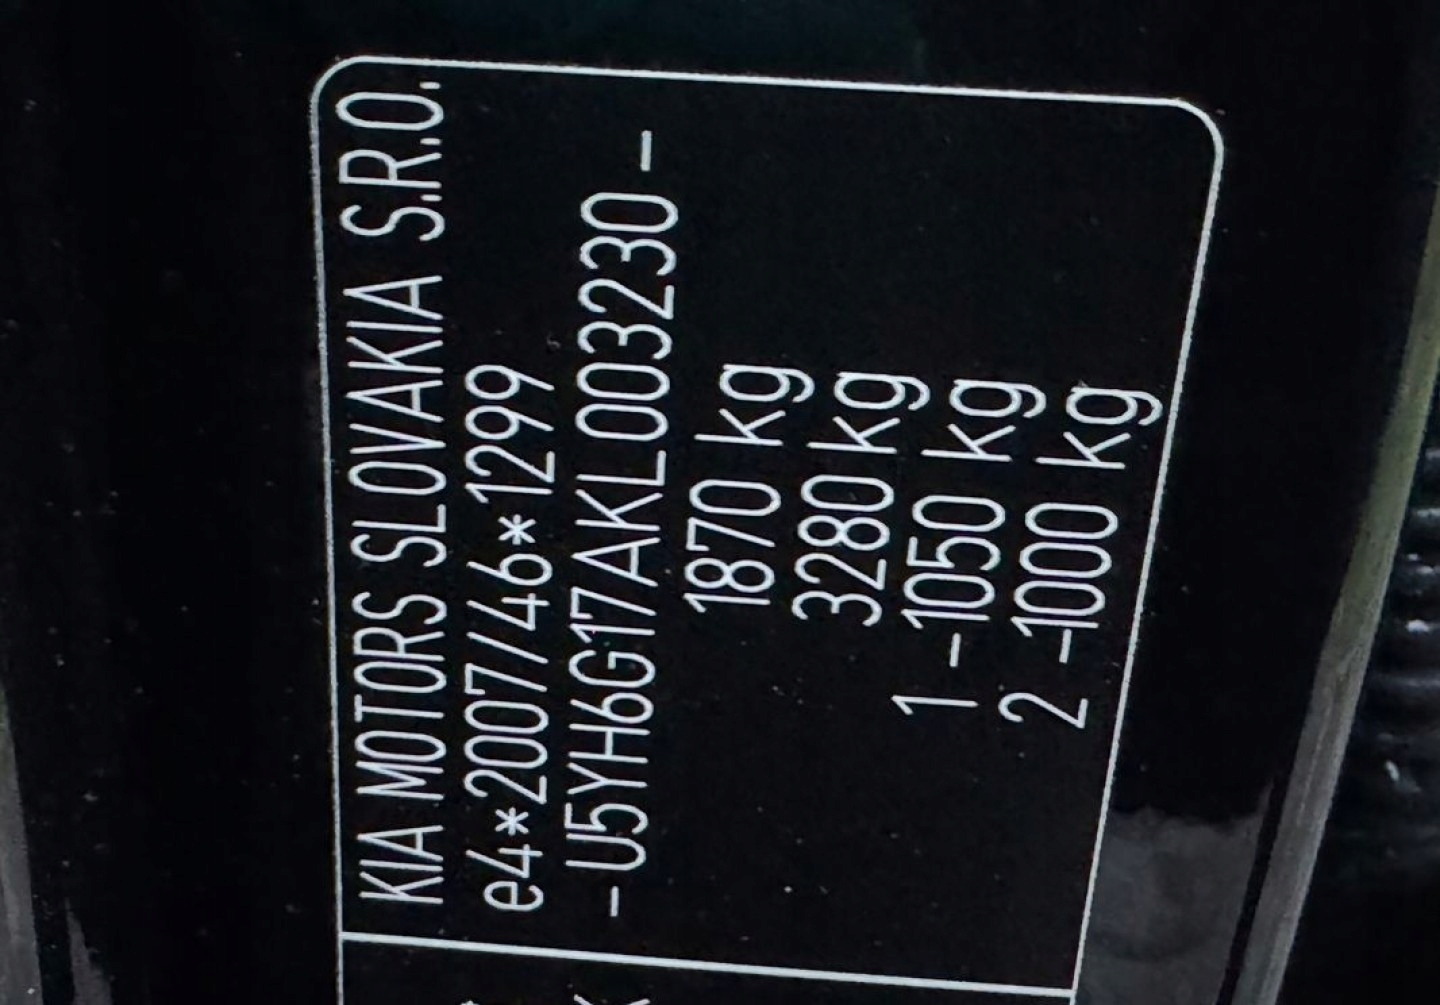 KIA MOTORS SLOVAKIA S.R.O.
e4*2007/46*1299
-U5YH6G17AKL003230-
1870 kg
3280 kg
1 -1050 kg
2 -1000 kg